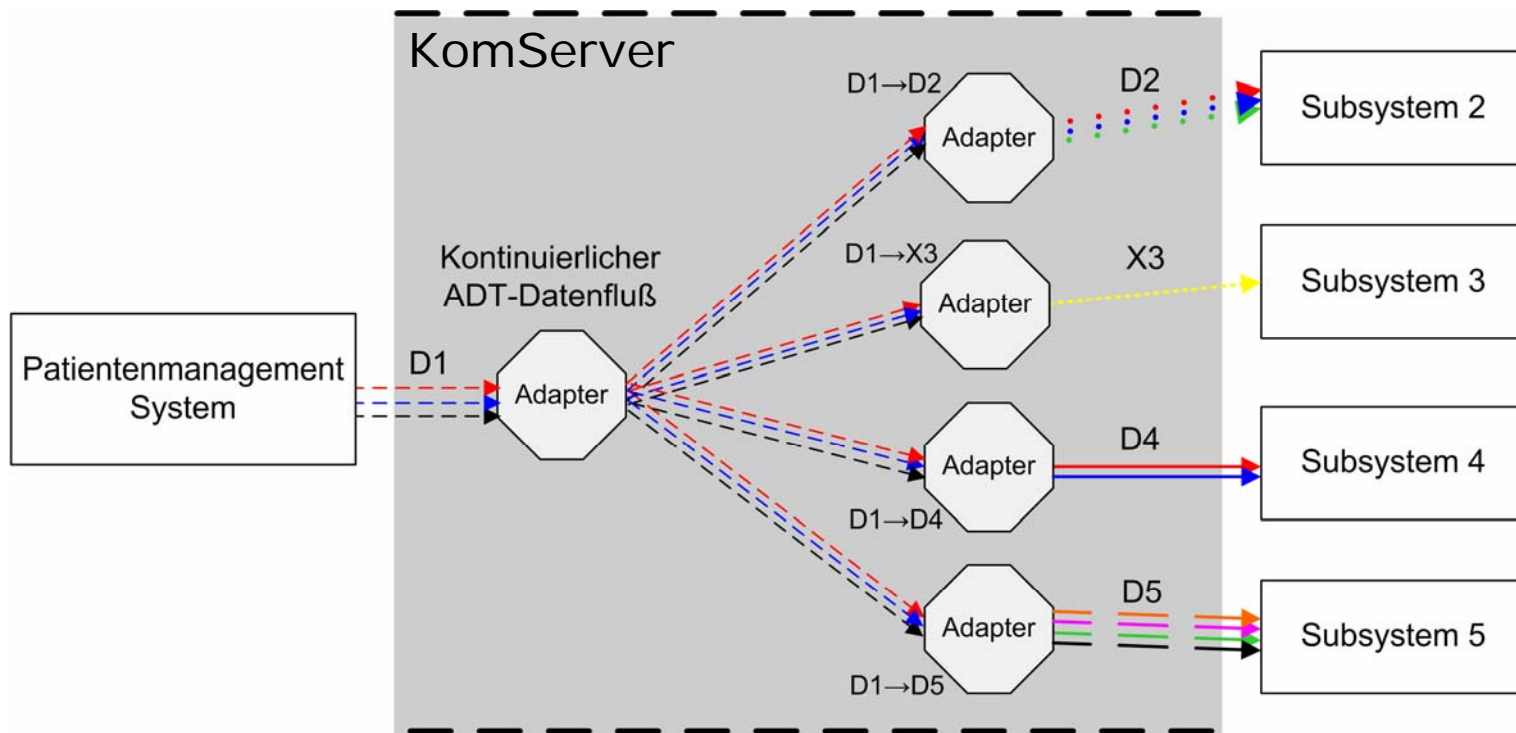 KomServer
D1→D2
D2
Adapter
Subsystem 2
D1→X3
X3
Adapter
Subsystem 3
Kontinuierlicher
ADT-Datenfluß
Patientenmanagement
System
D1
Adapter
D4
Adapter
Subsystem 4
D1→D4
D5
Adapter
Subsystem 5
D1→D5